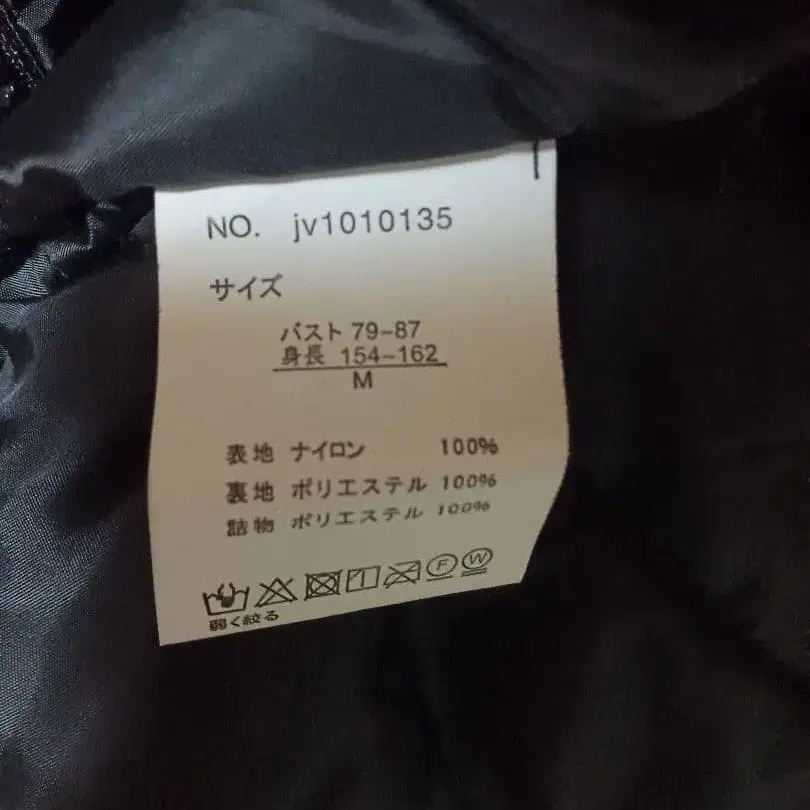 NO. jv1010135
サイズ
バスト 79~87
身長 154~162
M
表地 ナイロン 100%
裏地 ポリエステル 100%
詰物 ポリエステル 100%
F W
弱く絞る